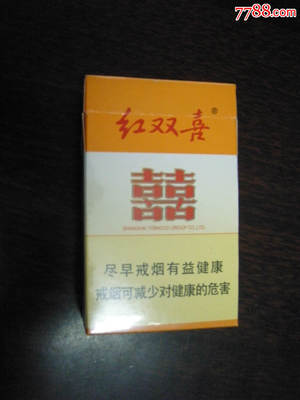 7788.com
红双喜®
囍
SHANGHAI TOBACCO GROUP CO.,LTD.
尽早戒烟有益健康
戒烟可减少对健康的危害